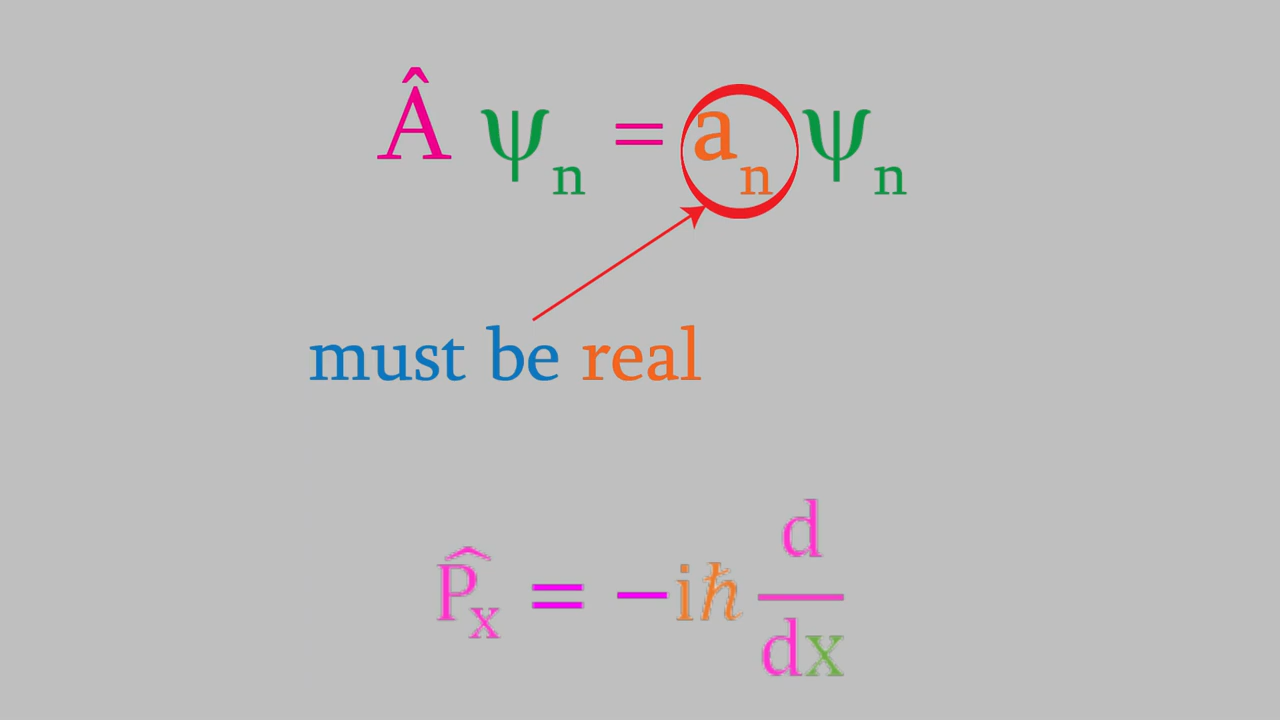 Â ψₙ = aₙ ψₙ
must be real
P̂ₓ = −iħ d/dx